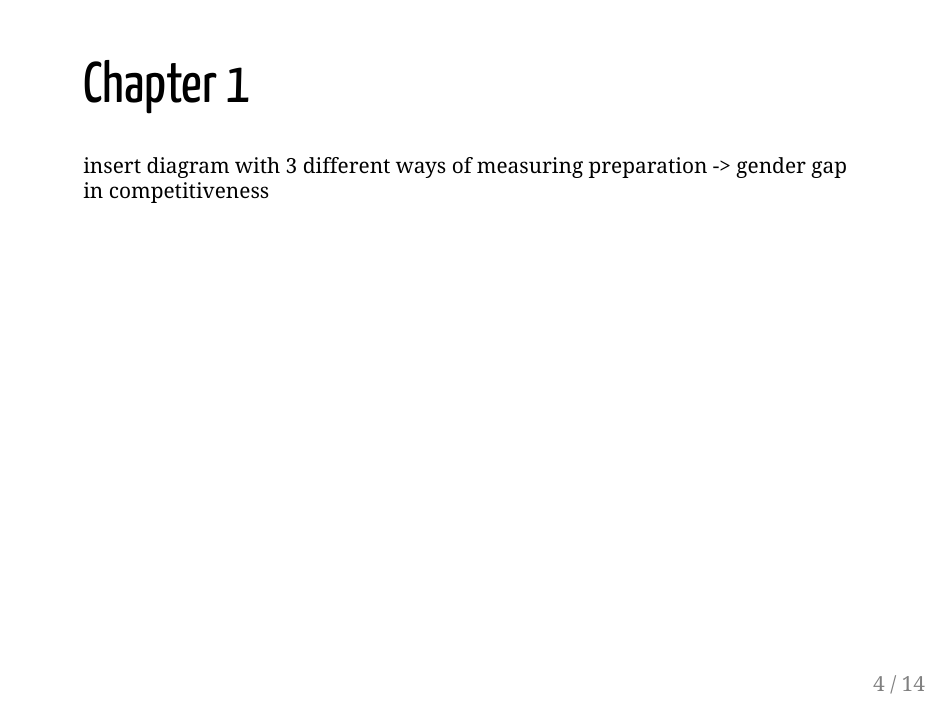 Chapter 1
insert diagram with 3 different ways of measuring preparation -> gender gap
in competitiveness
4 / 14